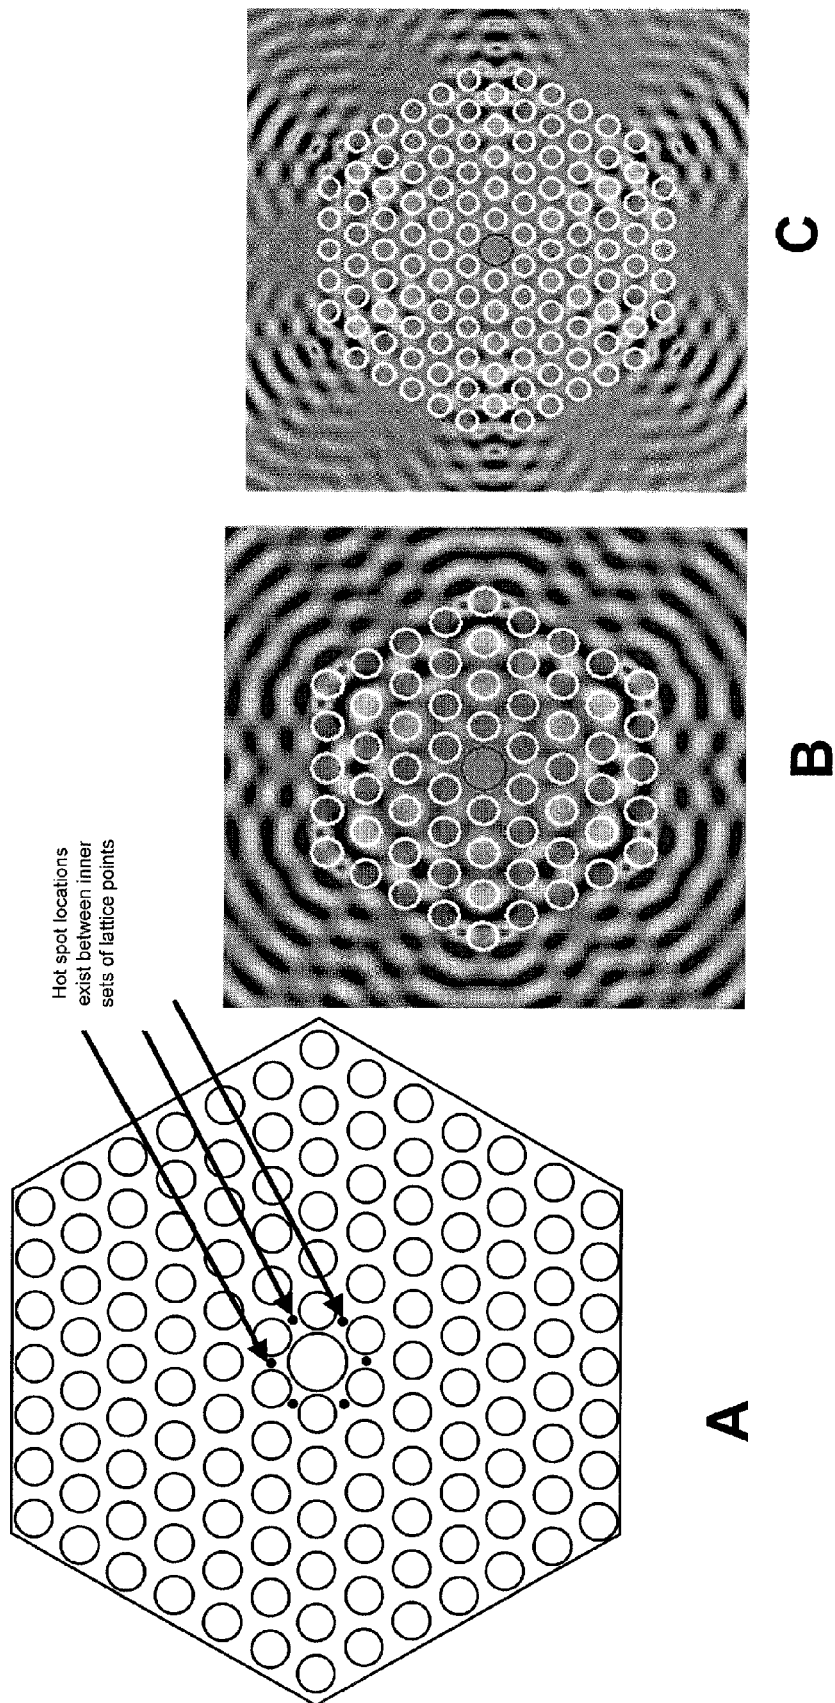 Hot spot locations
exist between inner
sets of lattice points
A
B
C